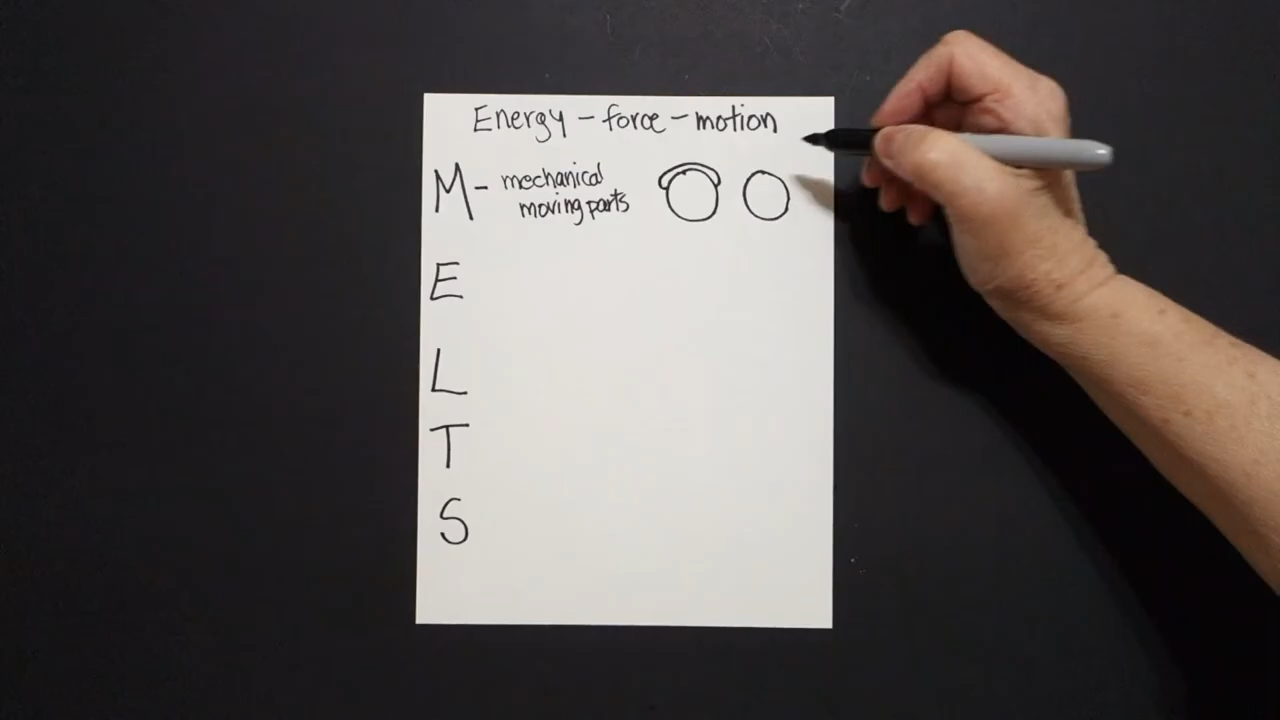 Energy - force - motion
M - mechanical
moving parts
E
L
T
S